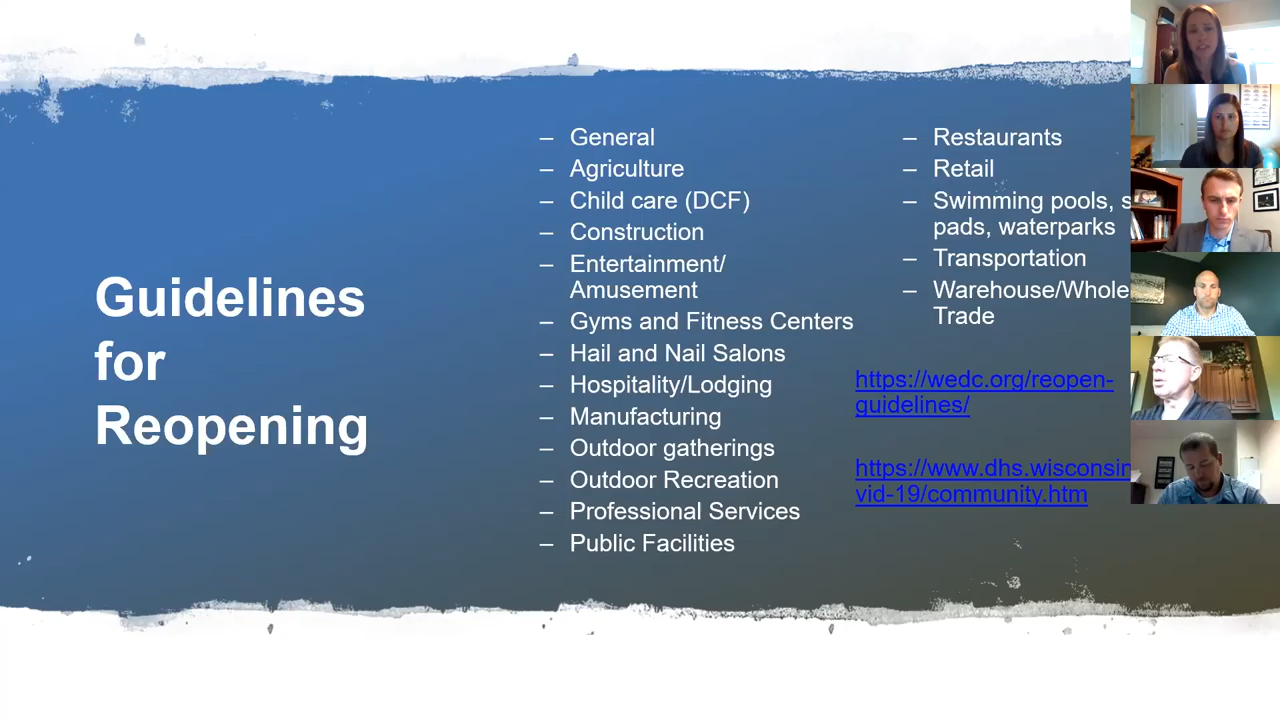 Guidelines
for
Reopening
– General
– Agriculture
– Child care (DCF)
– Construction
– Entertainment/
Amusement
– Gyms and Fitness Centers
– Hail and Nail Salons
– Hospitality/Lodging
– Manufacturing
– Outdoor gatherings
– Outdoor Recreation
– Professional Services
– Public Facilities
– Restaurants
– Retail
– Swimming pools,
pads, waterparks
– Transportation
– Warehouse/Whole
Trade
https://wedc.org/reopen-
guidelines/
https://www.dhs.wisconsin
vid-19/community.htm